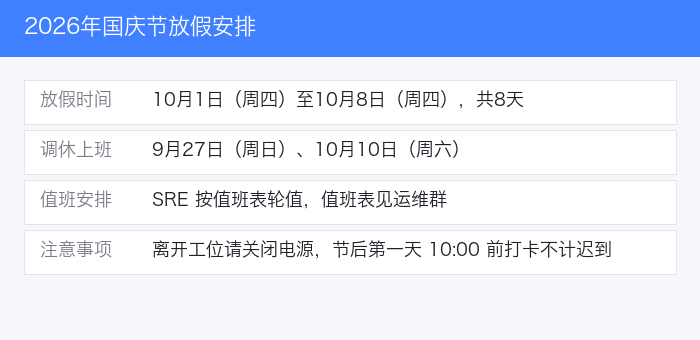 2026年国庆节放假安排
放假时间 10月1日（周四）至10月8日（周四），共8天
调休上班 9月27日（周日）、10月10日（周六）
值班安排 SRE 按值班表轮值，值班表见运维群
注意事项 离开工位请关闭电源，节后第一天 10:00 前打卡不计迟到